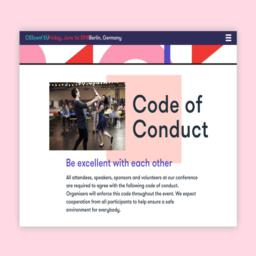 CSSconf EU Friday, June 1st 2018 Berlin, Germany
Code of
Conduct
Be excellent with each other
All attendees, speakers, sponsors and volunteers at our conference
are required to agree with the following code of conduct.
Organisers will enforce this code throughout the event. We expect
cooperation from all participants to help ensure a safe
environment for everybody.